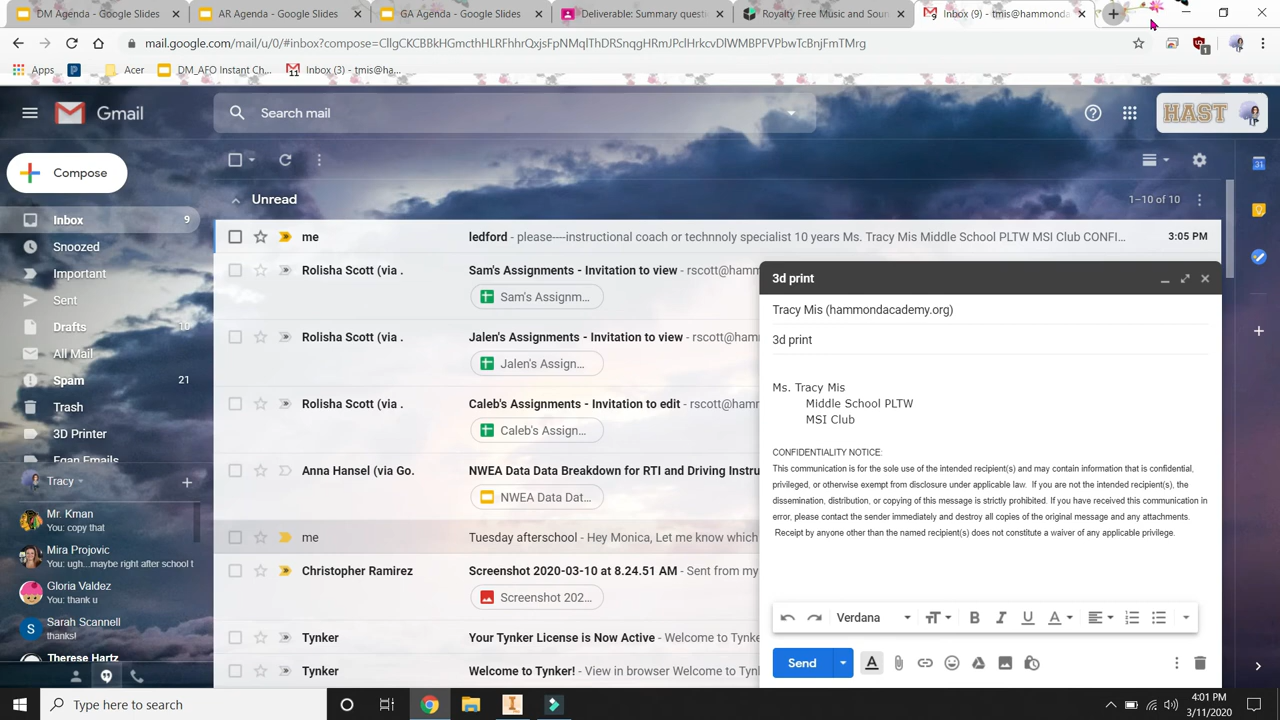 DM Agenda - Google Slides
AR Agenda - Google Slides
GA Agenda - Google Slides
Deliverable: Summary quest
Royalty Free Music and Sou
Inbox (9) - tmis@hammonda
mail.google.com/mail/u/0/#inbox?compose=
Apps
Acer
DM_AFO Instant Ch...
Inbox (3) - tmis@ha...
Gmail
Search mail
HAST
Compose
Unread
1–10 of 10
Inbox 9
Snoozed
Important
Sent
Drafts 10
All Mail
Spam 21
Trash
3D Printer
Egan Emails
me
ledford - please----instructional coach or technnoly specialist 10 years Ms. Tracy Mis Middle School PLTW MSI Club CONFI...
3:05 PM
Rolisha Scott (via .
Sam's Assignments - Invitation to view - rscott@hamm
Sam's Assignm...
Rolisha Scott (via .
Jalen's Assignments - Invitation to view - rscott@hamm
Jalen's Assign...
Rolisha Scott (via .
Caleb's Assignments - Invitation to edit - rscott@hamm
Caleb's Assign...
Anna Hansel (via Go.
NWEA Data Data Breakdown for RTI and Driving Instru
NWEA Data Dat...
me
Tuesday afterschool - Hey Monica, Let me know which
Christopher Ramirez
Screenshot 2020-03-10 at 8.24.51 AM - Sent from my
Screenshot 202...
Tynker
Your Tynker License is Now Active - Welcome to Tynke
Tynker
Welcome to Tynker! - View in browser Welcome to Tynk
3d print
Tracy Mis (hammondacademy.org)
3d print
Ms. Tracy Mis
Middle School PLTW
MSI Club
CONFIDENTIALITY NOTICE:
This communication is for the sole use of the intended recipient(s) and may contain information that is confidential,
privileged, or otherwise exempt from disclosure under applicable law. If you are not the intended recipient(s), the
dissemination, distribution, or copying of this message is strictly prohibited. If you have received this communication in
error, please contact the sender immediately and destroy all copies of the original message and any attachments.
Receipt by anyone other than the named recipient(s) does not constitute a waiver of any applicable privilege.
Verdana
Send
Tracy
Mr. Kman
You: copy that
Mira Projovic
You: ugh...maybe right after school t
Gloria Valdez
You: thank u
Sarah Scannell
thanks!
Therese Hartz
Type here to search
4:01 PM
3/11/2020